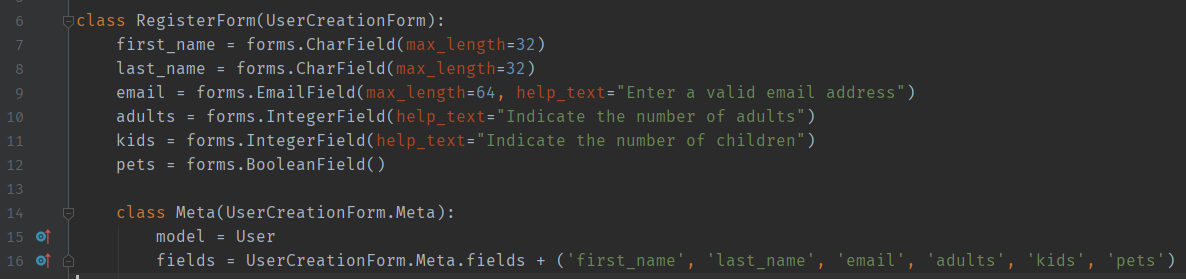 6 class RegisterForm(UserCreationForm):
7 first_name = forms.CharField(max_length=32)
8 last_name = forms.CharField(max_length=32)
9 email = forms.EmailField(max_length=64, help_text="Enter a valid email address")
10 adults = forms.IntegerField(help_text="Indicate the number of adults")
11 kids = forms.IntegerField(help_text="Indicate the number of children")
12 pets = forms.BooleanField()
13
14 class Meta(UserCreationForm.Meta):
15 model = User
16 fields = UserCreationForm.Meta.fields + ('first_name', 'last_name', 'email', 'adults', 'kids', 'pets')